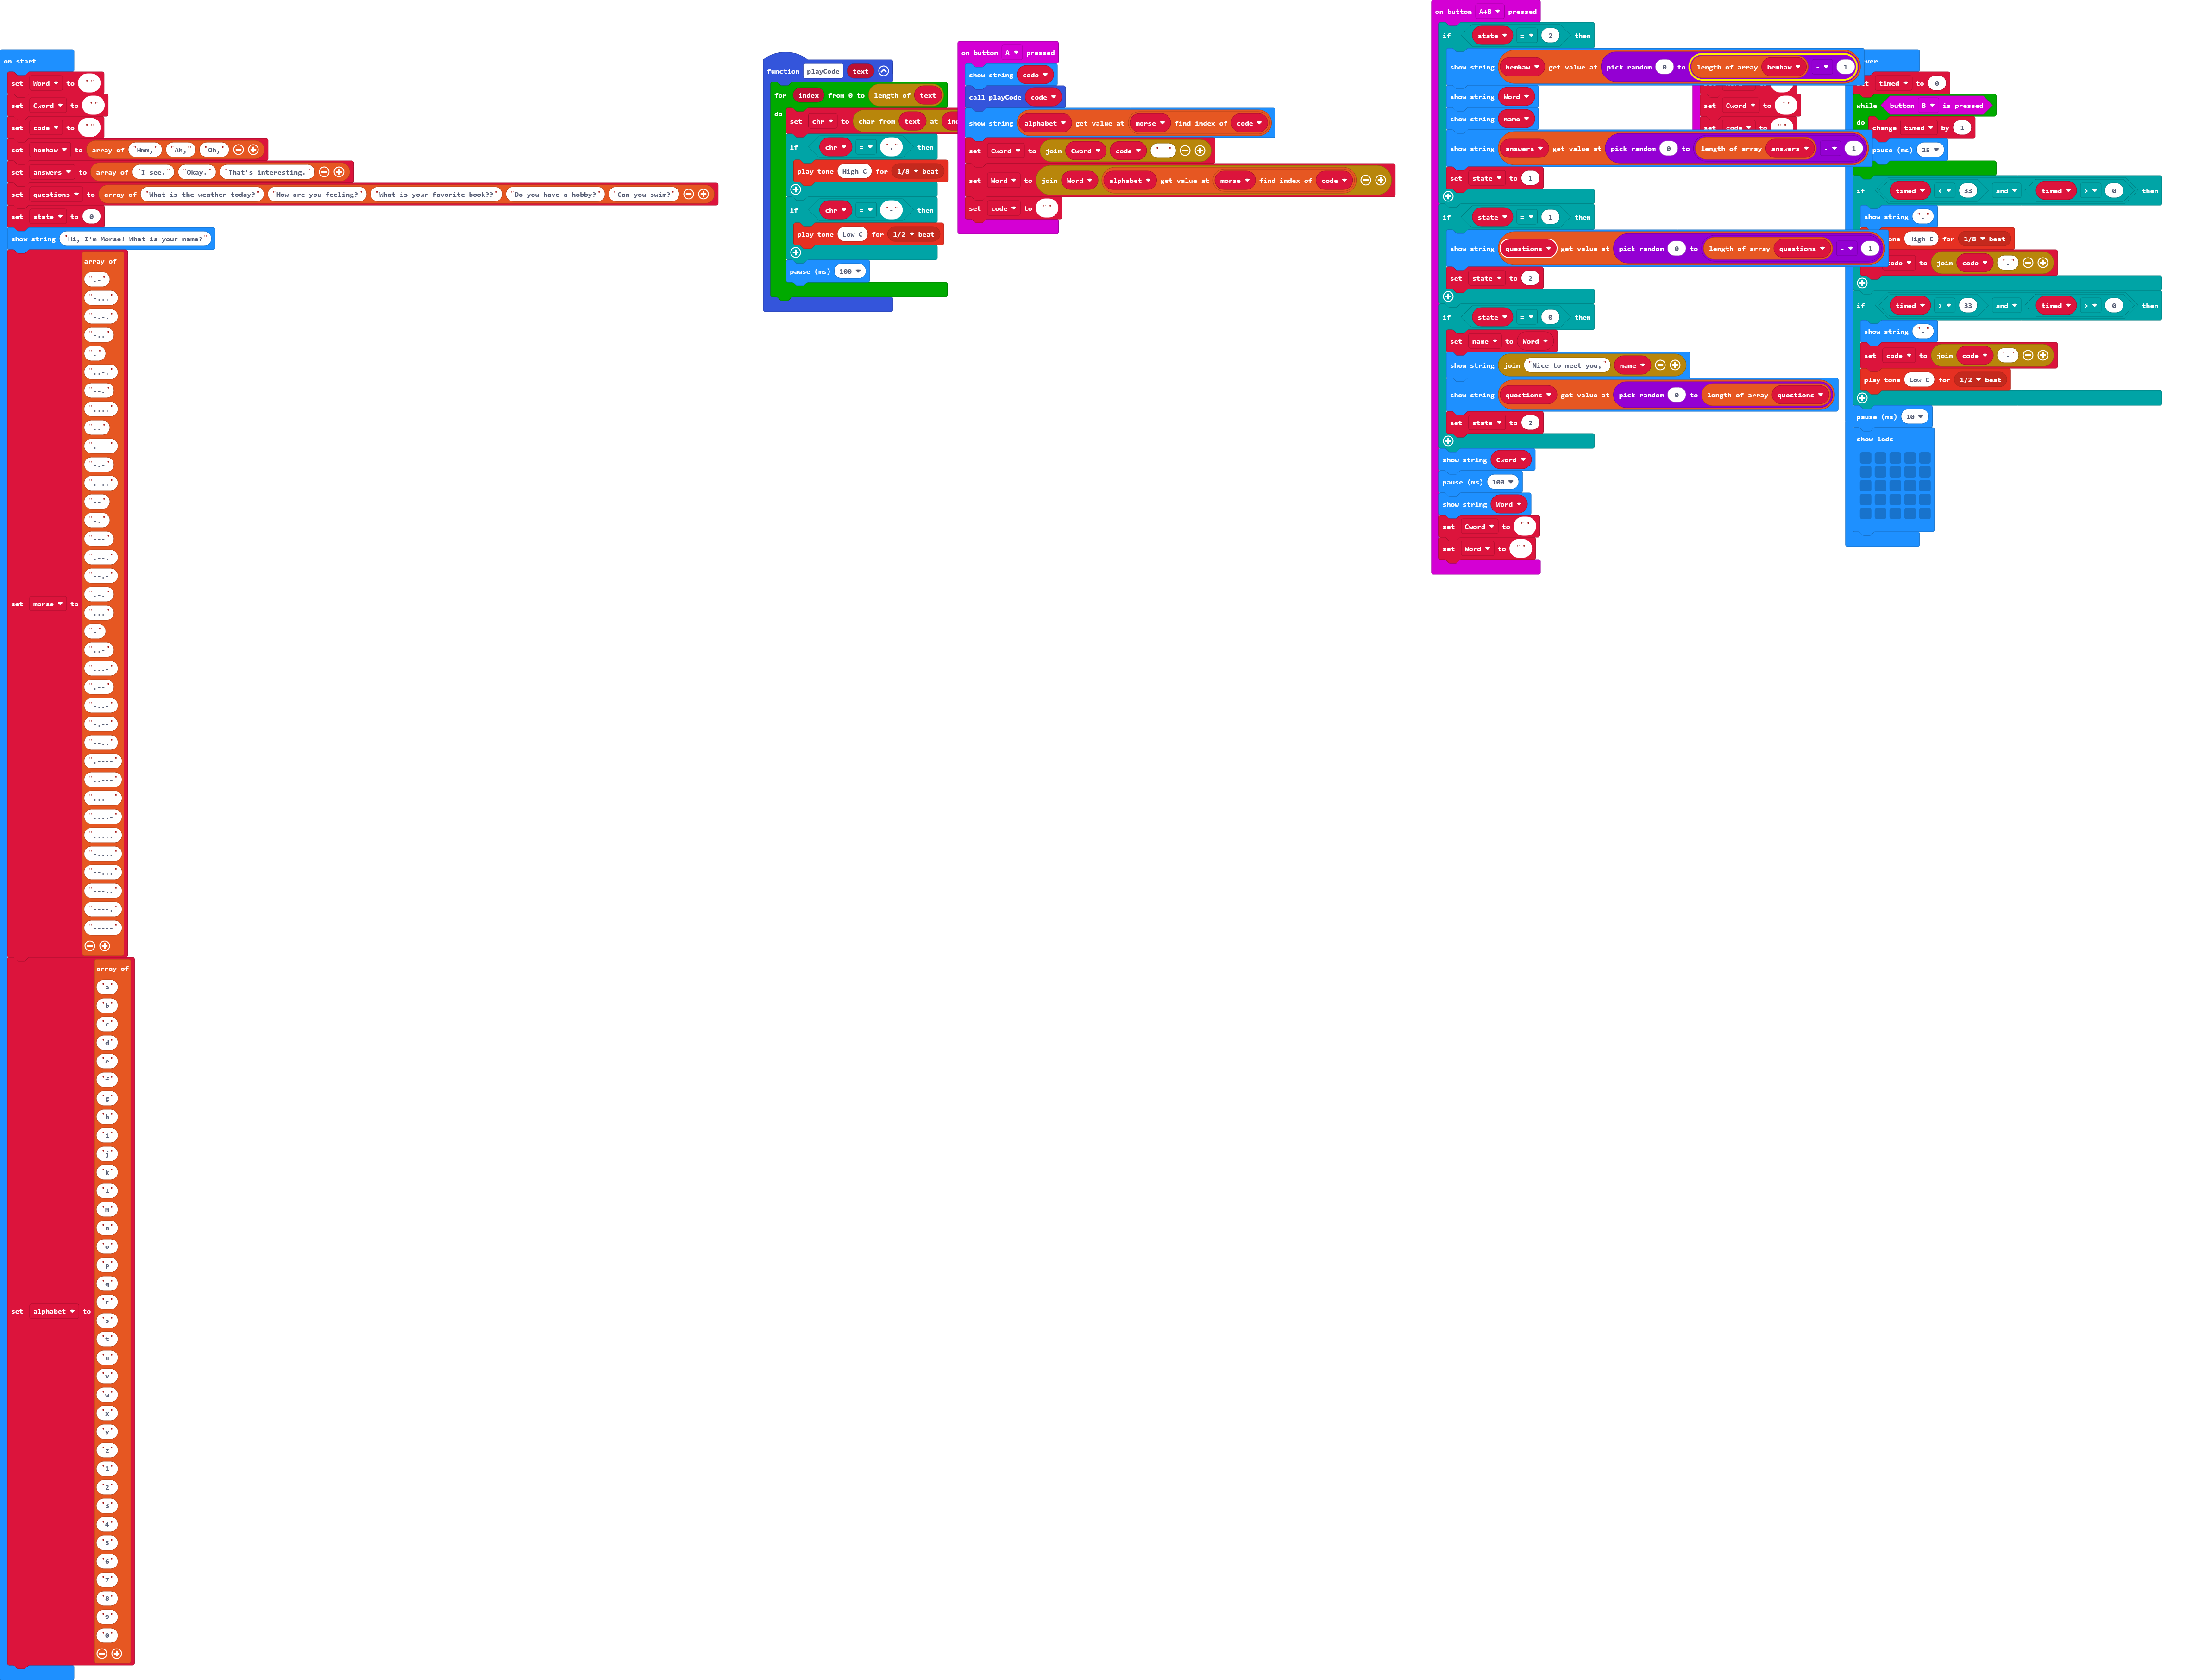 on start
set Word to " "
set Cword to " "
set code to " "
set hemhaw to array of "Hmm," "Ah," "Oh,"
set answers to array of "I see." "Okay." "That's interesting."
set questions to array of "What is the weather today?" "How are you feeling?" "What is your favorite book??" "Do you have a hobby?" "Can you swim?"
set state to 0
show string "Hi, I'm Morse! What is your name?"
set morse to array of
".-"
"-..."
"-.-."
"-.."
"."
"..-."
"--."
"...."
".."
".---"
"-.-"
".-.."
"--"
"-."
"---"
".--."
"--.-"
".-."
"..."
"-"
"..-"
"...-"
".--"
"-..-"
"-.--"
"--.."
".----"
"..---"
"...--"
"....-"
"....."
"-...."
"--..."
"---.."
"----."
"-----"
set alphabet to array of
"a"
"b"
"c"
"d"
"e"
"f"
"g"
"h"
"i"
"j"
"k"
"l"
"m"
"n"
"o"
"p"
"q"
"r"
"s"
"t"
"u"
"v"
"w"
"x"
"y"
"z"
"1"
"2"
"3"
"4"
"5"
"6"
"7"
"8"
"9"
"0"
function playCode text
for index from 0 to length of text
do
set chr to char from text at
if chr = "." then
play tone High C for 1/8 beat
if chr = "-" then
play tone Low C for 1/2 beat
pause (ms) 100
on button A pressed
show string code
call playCode code
show string alphabet get value at morse find index of code
set Cword to join Cword code " "
set Word to join Word alphabet get value at morse find index of code
set code to " "
on button A+B pressed
if state = 2 then
show string hemhaw get value at pick random 0 to length of array hemhaw - 1
show string Word
show string name
show string answers get value at pick random 0 to length of array answers - 1
set state to 1
if state = 1 then
show string questions get value at pick random 0 to length of array questions - 1
set state to 2
if state = 0 then
set name to Word
show string join "Nice to meet you," name
show string questions get value at pick random 0 to length of array questions
set state to 2
show string Cword
pause (ms) 100
show string Word
set Cword to " "
set Word to " "
set Cword to " "
set code to " "
timed to 0
while button B is pressed
do
change timed by 1
pause (ms) 25
if timed < 33 and timed > 0 then
show string "."
High C for 1/8 beat
to join code "."
if timed > 33 and timed > 0 then
show string "-"
set code to join code "-"
play tone Low C for 1/2 beat
pause (ms) 10
show leds